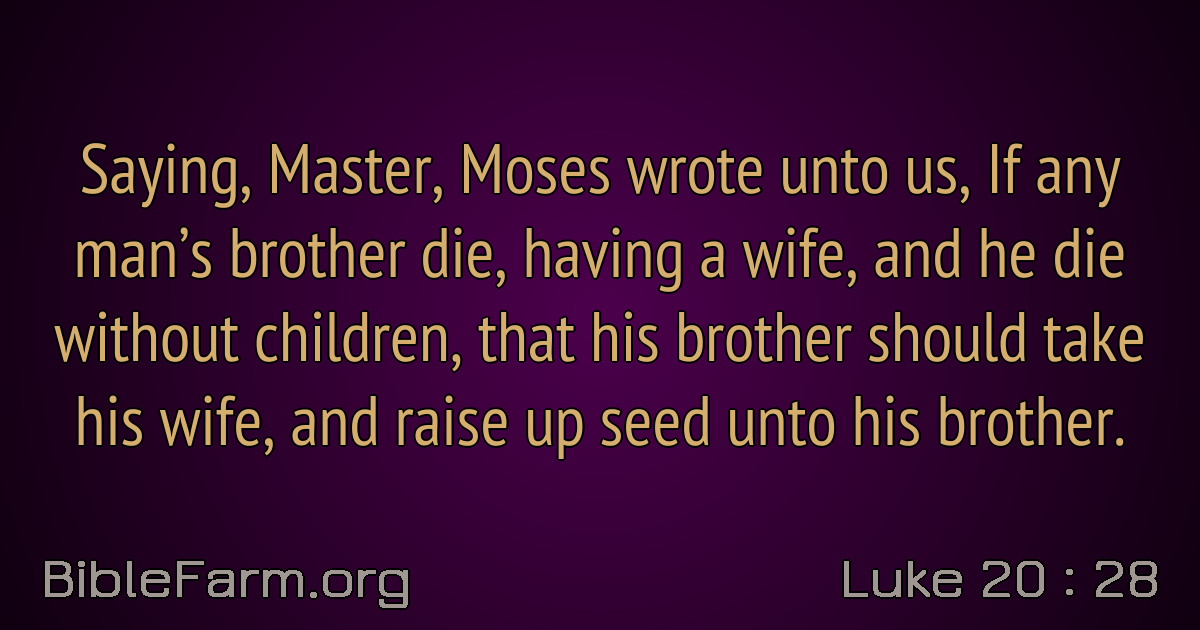 Saying, Master, Moses wrote unto us, If any
man’s brother die, having a wife, and he die
without children, that his brother should take
his wife, and raise up seed unto his brother.
BibleFarm.org
Luke 20 : 28